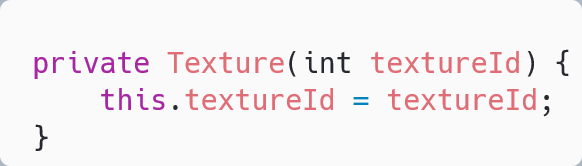 private Texture(int textureId) {
    this.textureId = textureId;
}